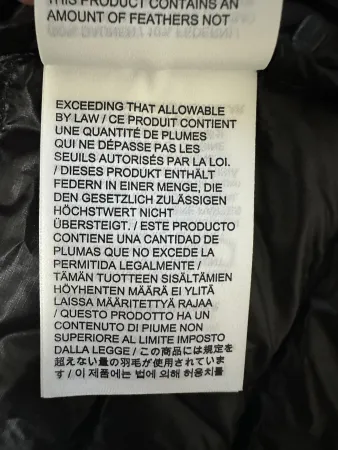 THIS PRODUCT CONTAINS AN
AMOUNT OF FEATHERS NOT
EXCEEDING THAT ALLOWABLE
BY LAW / CE PRODUIT CONTIENT
UNE QUANTITÉ DE PLUMES
QUI NE DÉPASSE PAS LES
SEUILS AUTORISÉS PAR LA LOI.
/ DIESES PRODUKT ENTHÄLT
FEDERN IN EINER MENGE, DIE
DEN GESETZLICH ZULÄSSIGEN
HÖCHSTWERT NICHT
ÜBERSTEIGT. / ESTE PRODUCTO
CONTIENE UNA CANTIDAD DE
PLUMAS QUE NO EXCEDE LA
PERMITIDA LEGALMENTE /
TÄMÄN TUOTTEEN SISÄLTÄMIEN
HÖYHENTEN MÄÄRÄ EI YLITÄ
LAISSA MÄÄRITETTYÄ RAJAA
/ QUESTO PRODOTTO HA UN
CONTENUTO DI PIUME NON
SUPERIORE AL LIMITE IMPOSTO
DALLA LEGGE / この商品には規定を
超えない量の羽毛が使用されていま
す / 이 제품에는 법에 의해 허용치를